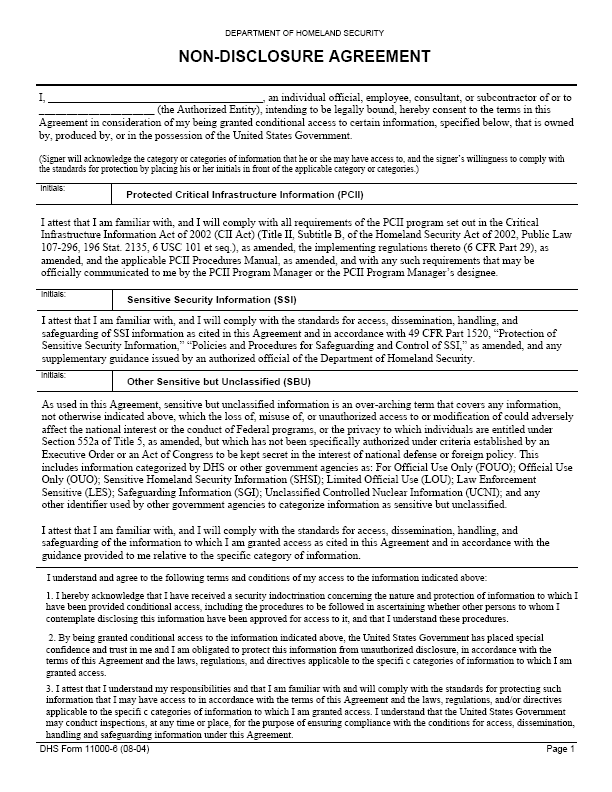 DEPARTMENT OF HOMELAND SECURITY
NON-DISCLOSURE AGREEMENT
I, ______________________________________, an individual official, employee, consultant, or subcontractor of or to
____________________ (the Authorized Entity), intending to be legally bound, hereby consent to the terms in this
Agreement in consideration of my being granted conditional access to certain information, specified below, that is owned
by, produced by, or in the possession of the United States Government.
(Signer will acknowledge the category or categories of information that he or she may have access to, and the signer's willingness to comply with
the standards for protection by placing his or her initials in front of the applicable category or categories.)
Initials:
Protected Critical Infrastructure Information (PCII)
I attest that I am familiar with, and I will comply with all requirements of the PCII program set out in the Critical
Infrastructure Information Act of 2002 (CII Act) (Title II, Subtitle B, of the Homeland Security Act of 2002, Public Law
107-296, 196 Stat. 2135, 6 USC 101 et seq.), as amended, the implementing regulations thereto (6 CFR Part 29), as
amended, and the applicable PCII Procedures Manual, as amended, and with any such requirements that may be
officially communicated to me by the PCII Program Manager or the PCII Program Manager's designee.
Initials:
Sensitive Security Information (SSI)
I attest that I am familiar with, and I will comply with the standards for access, dissemination, handling, and
safeguarding of SSI information as cited in this Agreement and in accordance with 49 CFR Part 1520, "Protection of
Sensitive Security Information," "Policies and Procedures for Safeguarding and Control of SSI," as amended, and any
supplementary guidance issued by an authorized official of the Department of Homeland Security.
Initials:
Other Sensitive but Unclassified (SBU)
As used in this Agreement, sensitive but unclassified information is an over-arching term that covers any information,
not otherwise indicated above, which the loss of, misuse of, or unauthorized access to or modification of could adversely
affect the national interest or the conduct of Federal programs, or the privacy to which individuals are entitled under
Section 552a of Title 5, as amended, but which has not been specifically authorized under criteria established by an
Executive Order or an Act of Congress to be kept secret in the interest of national defense or foreign policy. This
includes information categorized by DHS or other government agencies as: For Official Use Only (FOUO); Official Use
Only (OUO); Sensitive Homeland Security Information (SHSI); Limited Official Use (LOU); Law Enforcement
Sensitive (LES); Safeguarding Information (SGI); Unclassified Controlled Nuclear Information (UCNI); and any
other identifier used by other government agencies to categorize information as sensitive but unclassified.
I attest that I am familiar with, and I will comply with the standards for access, dissemination, handling, and
safeguarding of the information to which I am granted access as cited in this Agreement and in accordance with the
guidance provided to me relative to the specific category of information.
I understand and agree to the following terms and conditions of my access to the information indicated above:
1. I hereby acknowledge that I have received a security indoctrination concerning the nature and protection of information to which I
have been provided conditional access, including the procedures to be followed in ascertaining whether other persons to whom I
contemplate disclosing this information have been approved for access to it, and that I understand these procedures.
2. By being granted conditional access to the information indicated above, the United States Government has placed special
confidence and trust in me and I am obligated to protect this information from unauthorized disclosure, in accordance with the
terms of this Agreement and the laws, regulations, and directives applicable to the specifi c categories of information to which I am
granted access.
3. I attest that I understand my responsibilities and that I am familiar with and will comply with the standards for protecting such
information that I may have access to in accordance with the terms of this Agreement and the laws, regulations, and/or directives
applicable to the specifi c categories of information to which I am granted access. I understand that the United States Government
may conduct inspections, at any time or place, for the purpose of ensuring compliance with the conditions for access, dissemination,
handling and safeguarding information under this Agreement.
DHS Form 11000-6 (08-04)
Page 1